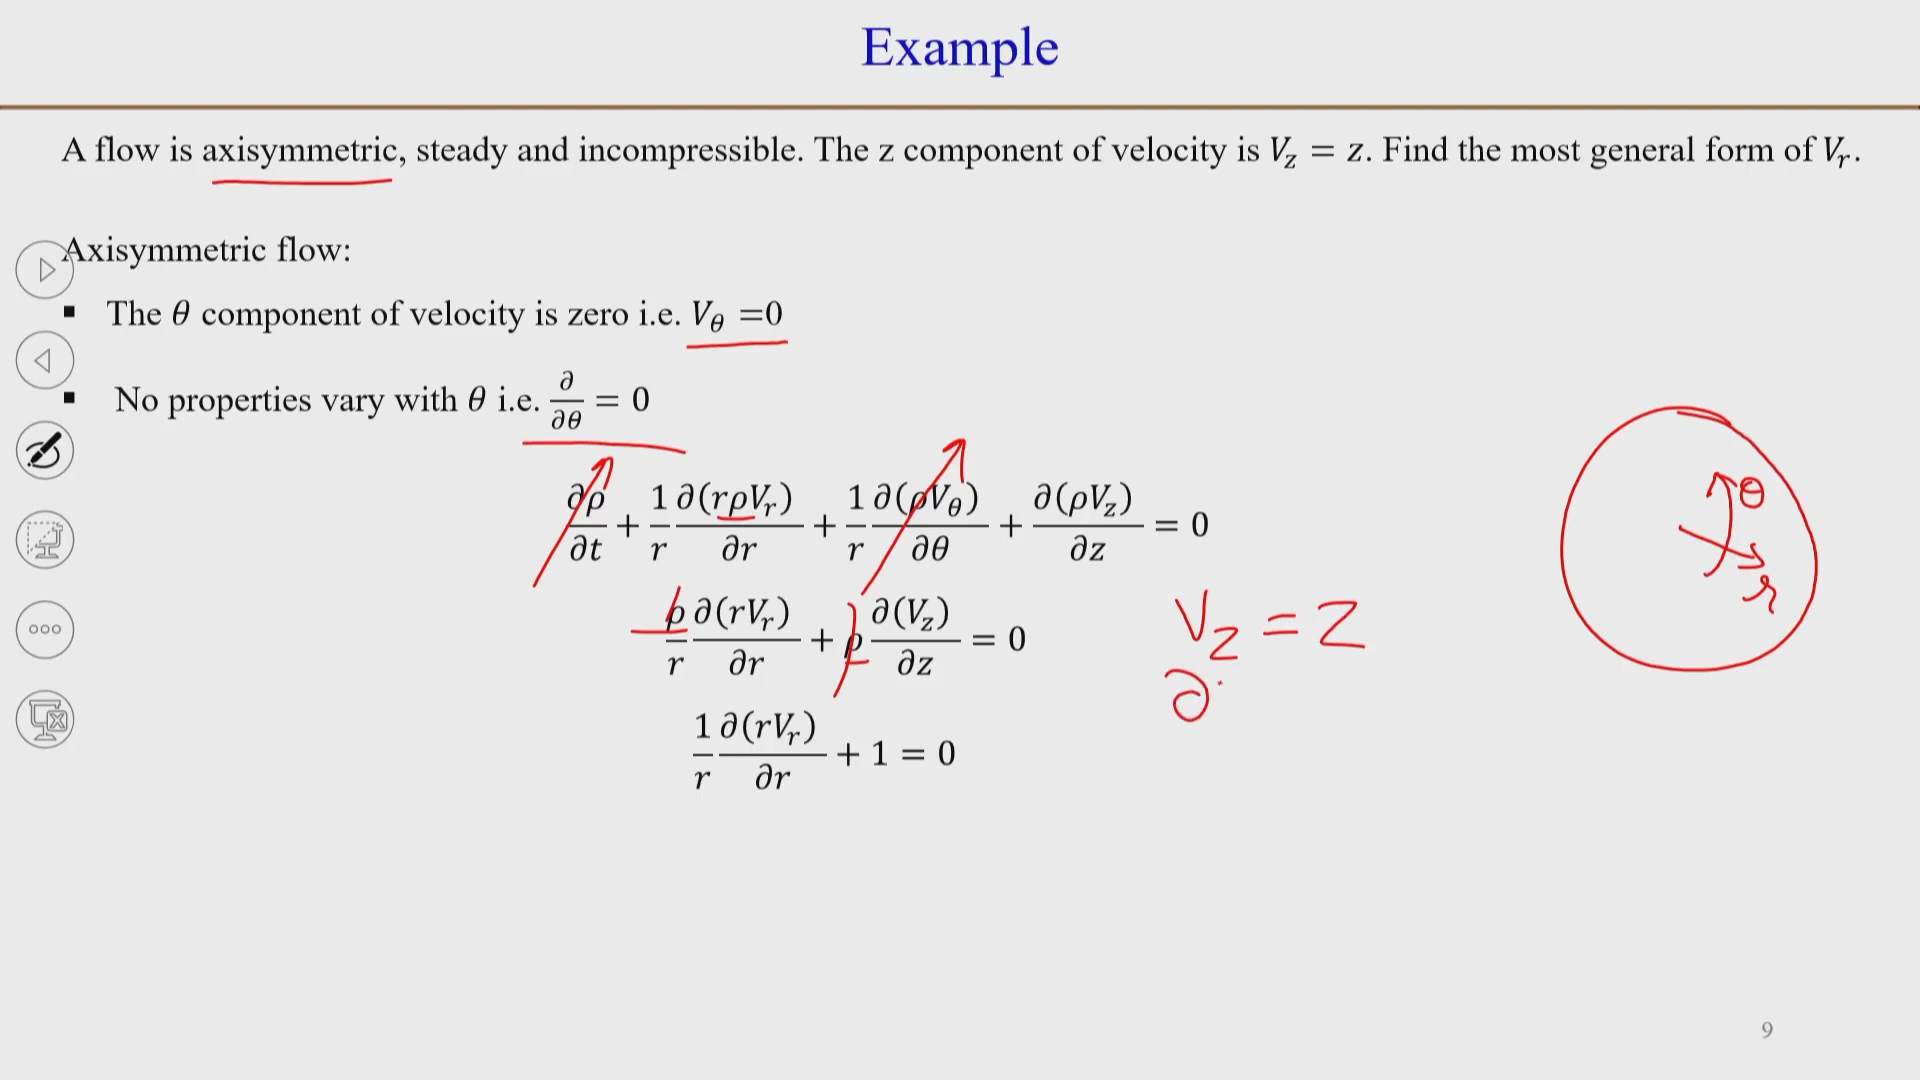 Example
A flow is axisymmetric, steady and incompressible. The z component of velocity is V_z = z. Find the most general form of V_r.
Axisymmetric flow:
▪ The θ component of velocity is zero i.e. V_θ =0
▪ No properties vary with θ i.e. ∂/∂θ = 0
∂ρ/∂t + 1/r ∂(rρV_r)/∂r + 1/r ∂(ρV_θ)/∂θ + ∂(ρV_z)/∂z = 0
θ
r
ρ/r ∂(rV_r)/∂r + ρ ∂(V_z)/∂z = 0
V_z = z
∂
1/r ∂(rV_r)/∂r + 1 = 0
9